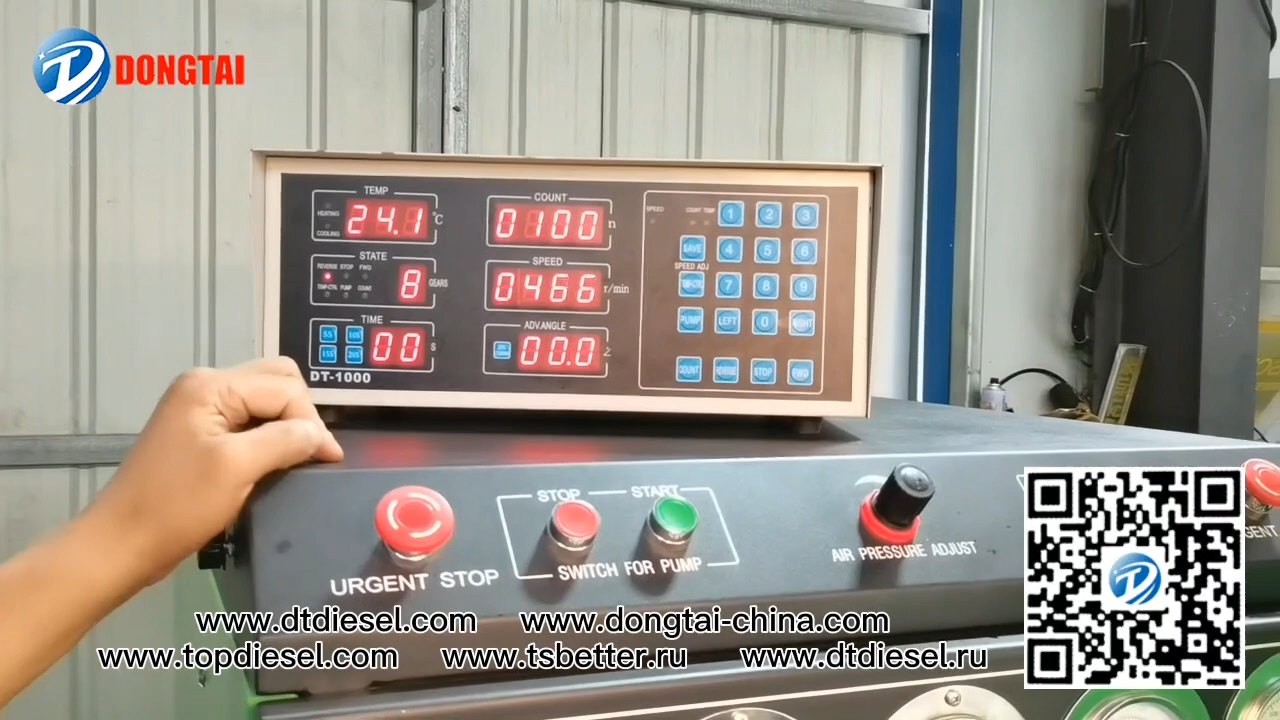 DONGTAI
TEMP
HEATING
COOLING
24.1 °C
STATE
REVERSE STOP FWD
TEMP-CTRL PUMP COUNT
8 GEARS
TIME
5S 10S
15S 20S
00 S
DT-1000
COUNT
0100 n
SPEED
0466 r/min
ADV.ANGLE
00.0
SPEED COUNT TEMP
1 2 3
SAVE 4 5 6
SPEED ADJ
7 8 9
PUMP LEFT 0 RIGHT
COUNT REVERSE STOP FWD
URGENT STOP
STOP START
SWITCH FOR PUMP
AIR PRESSURE ADJUST
www.dtdiesel.com www.dongtai-china.com
www.topdiesel.com www.tsbetter.ru www.dtdiesel.ru